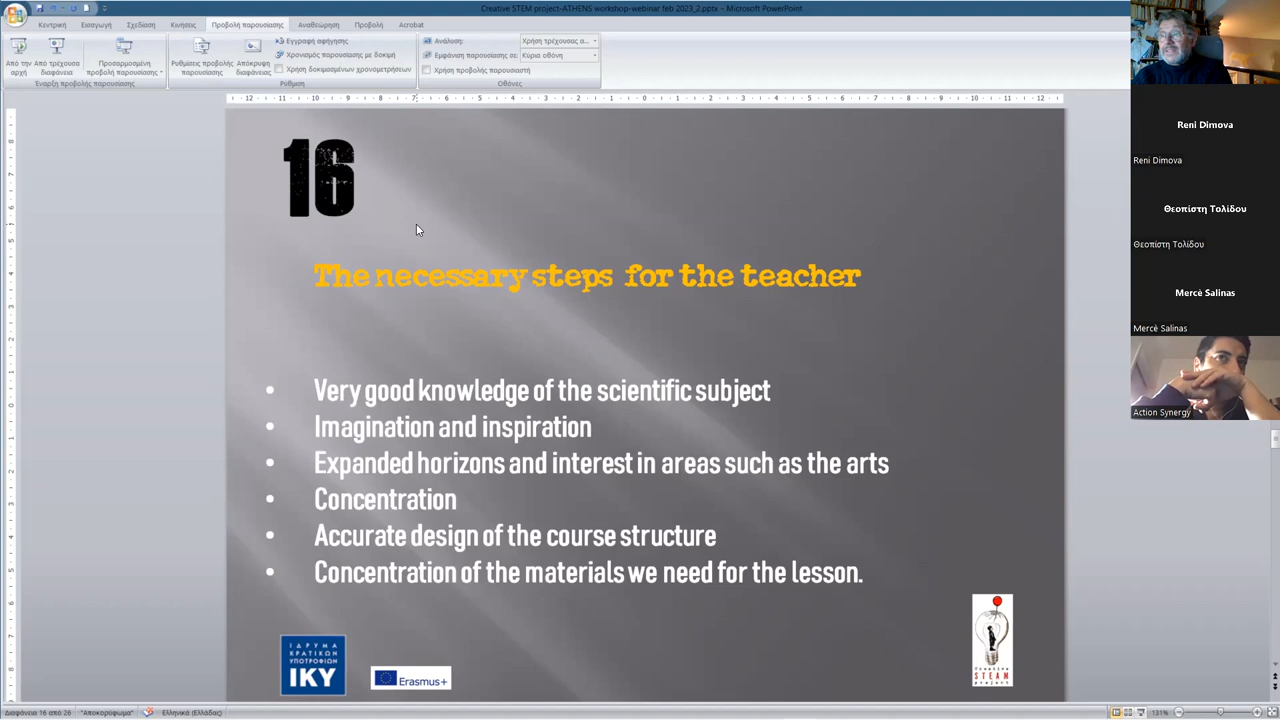 Creative STEM project-ATHENS workshop-webinar feb 2023_2.pptx - Microsoft PowerPoint
Κεντρική Εισαγωγή Σχεδίαση Κινήσεις Προβολή παρουσίασης Αναθεώρηση Προβολή Acrobat
Από την αρχή
Από τρέχουσα διαφάνεια
Προσαρμοσμένη προβολή παρουσίασης
Έναρξη προβολής παρουσίασης
Ρυθμίσεις προβολής παρουσίασης
Απόκρυψη διαφάνειας
Εγγραφή αφήγησης
Χρονισμός παρουσίασης με δοκιμή
Χρήση δοκιμασμένων χρονομετρήσεων
Ρύθμιση
Ανάλυση: Χρήση τρέχουσας α...
Εμφάνιση παρουσίασης σε: Κύρια οθόνη
Χρήση προβολής παρουσιαστή
Οθόνες
16
The necessary steps for the teacher
• Very good knowledge of the scientific subject
• Imagination and inspiration
• Expanded horizons and interest in areas such as the arts
• Concentration
• Accurate design of the course structure
• Concentration of the materials we need for the lesson.
ΙΔΡΥΜΑ
ΚΡΑΤΙΚΩΝ
ΥΠΟΤΡΟΦΙΩΝ
IKY
Erasmus+
Creative
STEAM
project
Reni Dimova
Reni Dimova
Θεοπίστη Τολίδου
Θεοπίστη Τολίδου
Mercè Salinas
Mercè Salinas
Action Synergy
Διαφάνεια 16 από 26 "Αποκορύφωμα" Ελληνικά (Ελλάδας) 131%